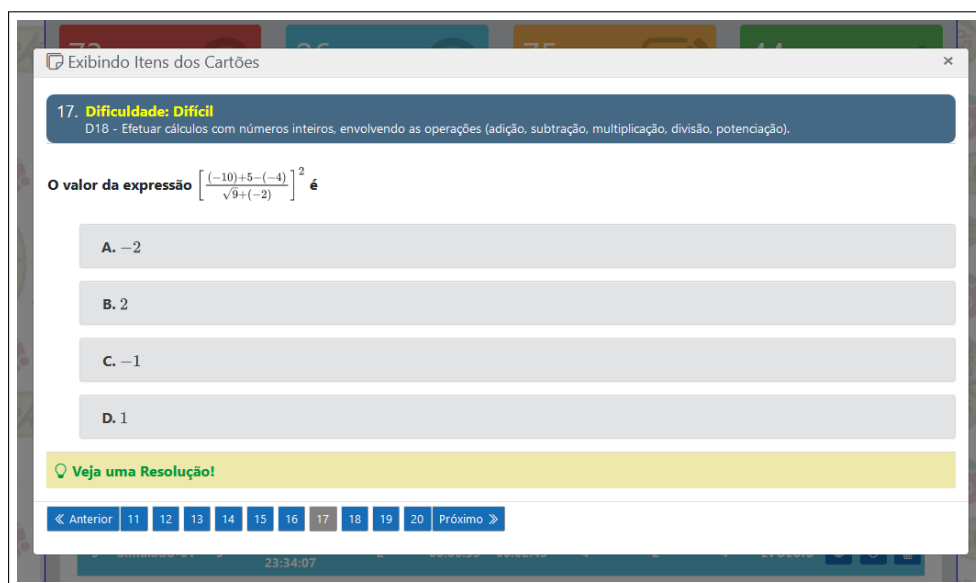 Exibindo Itens dos Cartões ×
17. Dificuldade: Difícil
D18 - Efetuar cálculos com números inteiros, envolvendo as operações (adição, subtração, multiplicação, divisão, potenciação).
O valor da expressão [((−10)+5−(−4))/(√9+(−2))]² é
A. −2
B. 2
C. −1
D. 1
Veja uma Resolução!
≪ Anterior 11 12 13 14 15 16 17 18 19 20 Próximo ≫
23:34:07